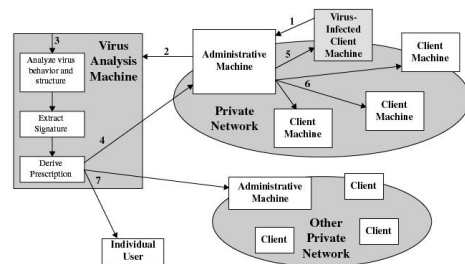 1
Virus-
Infected
Client
Machine
3
Virus
Analysis
Machine
2
Administrative
Machine
5
Client
Machine
Analyze virus
behavior and
structure
6
Extract
Signature
4
Private
Network
Client
Machine
Client
Machine
Derive
Prescription
7
Administrative
Machine
Client
Other
Private
Network
Client
Client
Individual
User